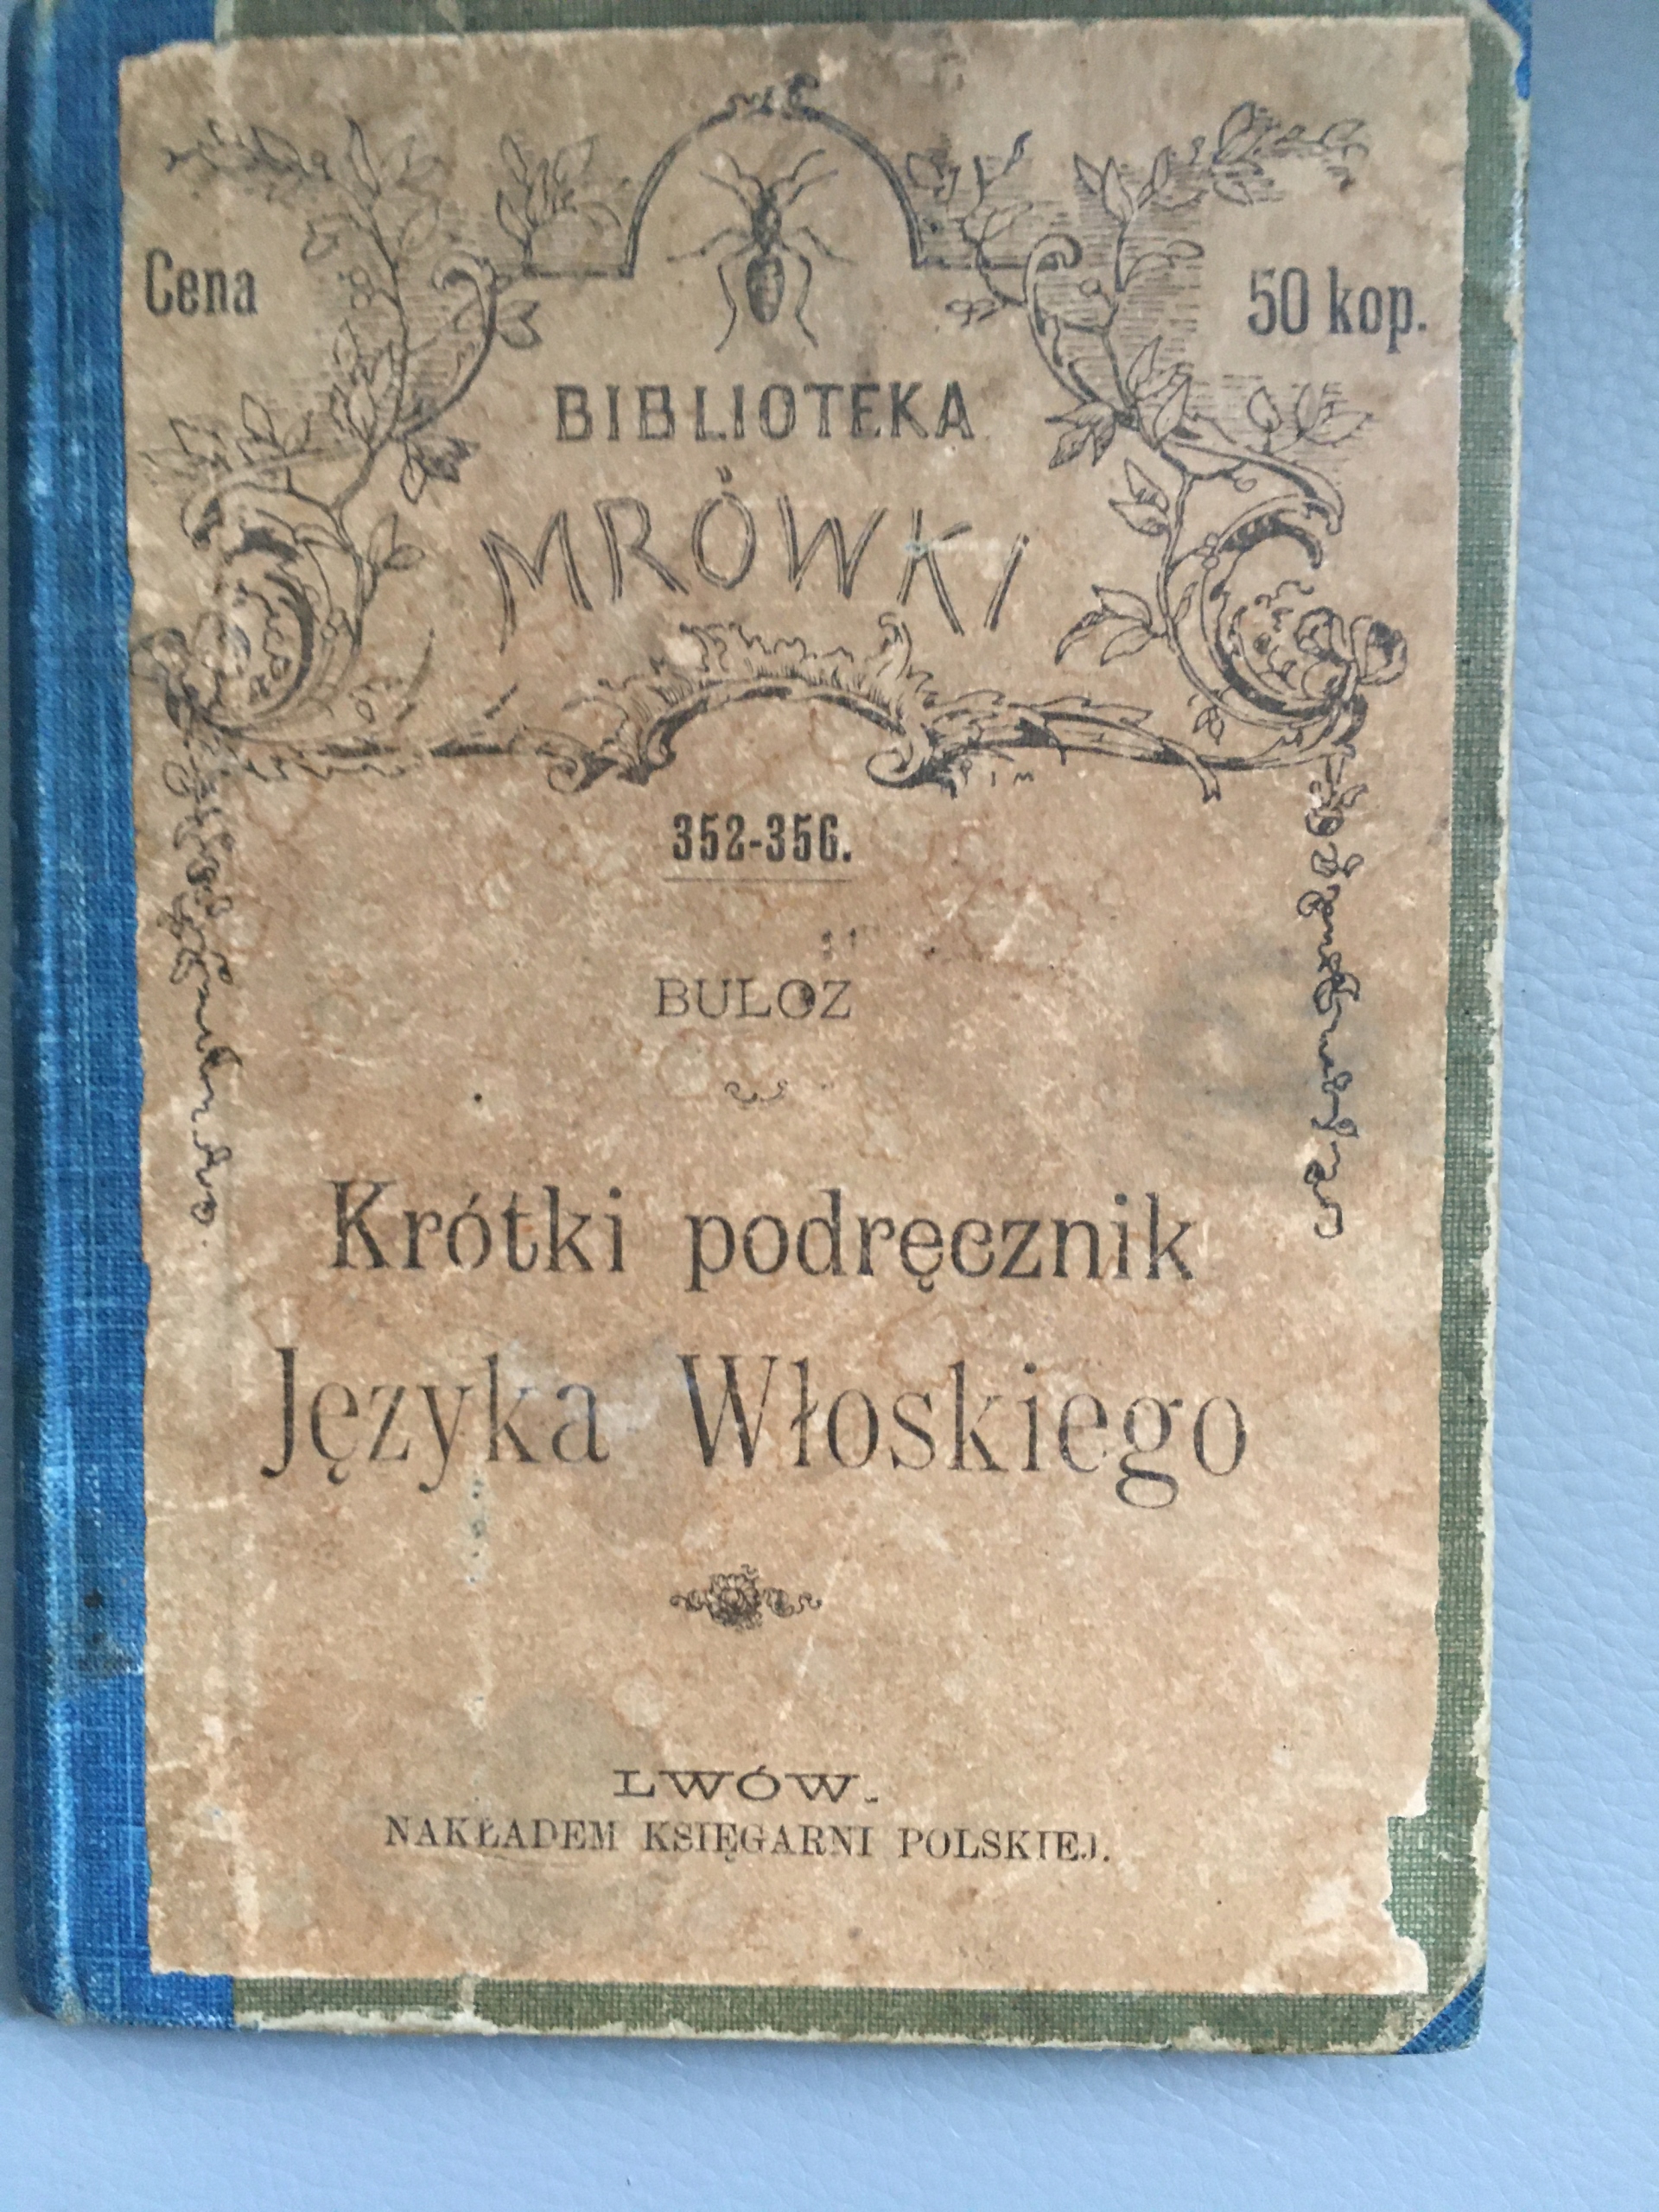 Cena
50 kop.
BIBLIOTEKA
MRÓWKI
352-356.
BULOZ
Krótki podręcznik
Języka Włoskiego
LWÓW.
NAKŁADEM KSIĘGARNI POLSKIEJ.